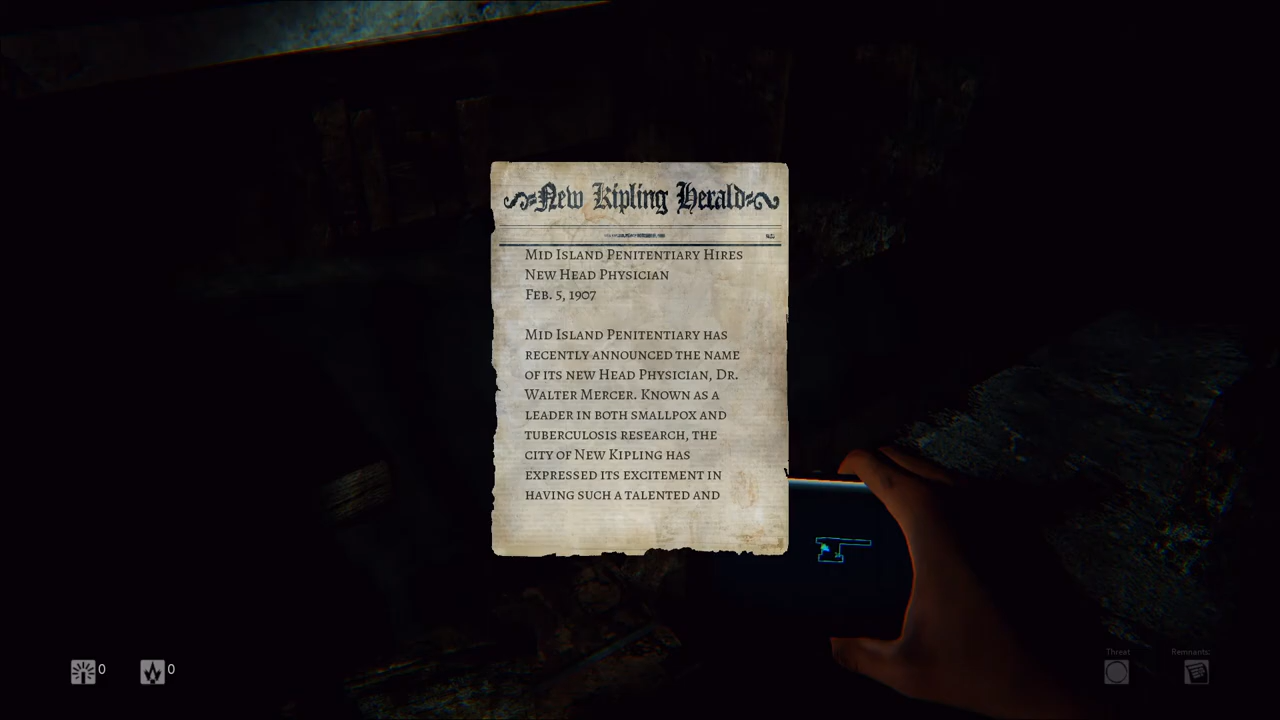 New Kipling Herald
Mid Island Penitentiary Hires
New Head Physician
Feb. 5, 1907
Mid Island Penitentiary has
recently announced the name
of its new Head Physician, Dr.
Walter Mercer. Known as a
leader in both smallpox and
tuberculosis research, the
city of New Kipling has
expressed its excitement in
having such a talented and
Threat
Remnants:
0
0